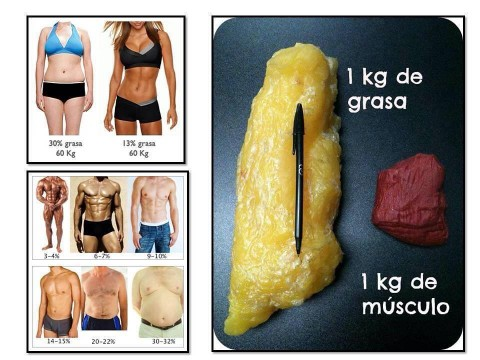 30% grasa
60 Kg
13% grasa
60 Kg
3-4%
6-7%
9-10%
14-15%
20-22%
30-32%
1 kg de
grasa
1 kg de
músculo